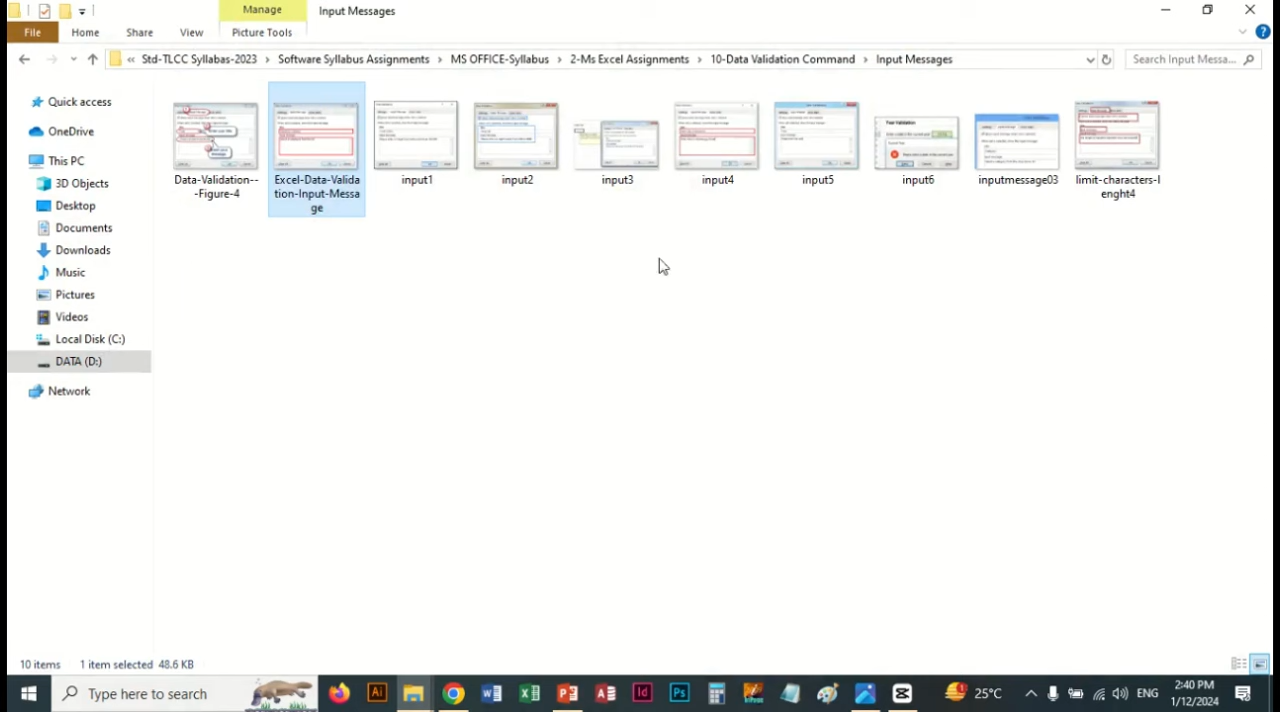 Manage
Input Messages
File
Home
Share
View
Picture Tools
« Std-TLCC Syllabas-2023 › Software Syllabus Assignments › MS OFFICE-Syllabus › 2-Ms Excel Assignments › 10-Data Validation Command › Input Messages
Search Input Messa...
Quick access
OneDrive
This PC
3D Objects
Desktop
Documents
Downloads
Music
Pictures
Videos
Local Disk (C:)
DATA (D:)
Network
Data-Validation--
-Figure-4
Excel-Data-Valida
tion-Input-Messa
ge
input1
input2
input3
input4
input5
input6
inputmessage03
limit-characters-l
enght4
10 items
1 item selected 48.6 KB
Type here to search
25°C
ENG
2:40 PM
1/12/2024